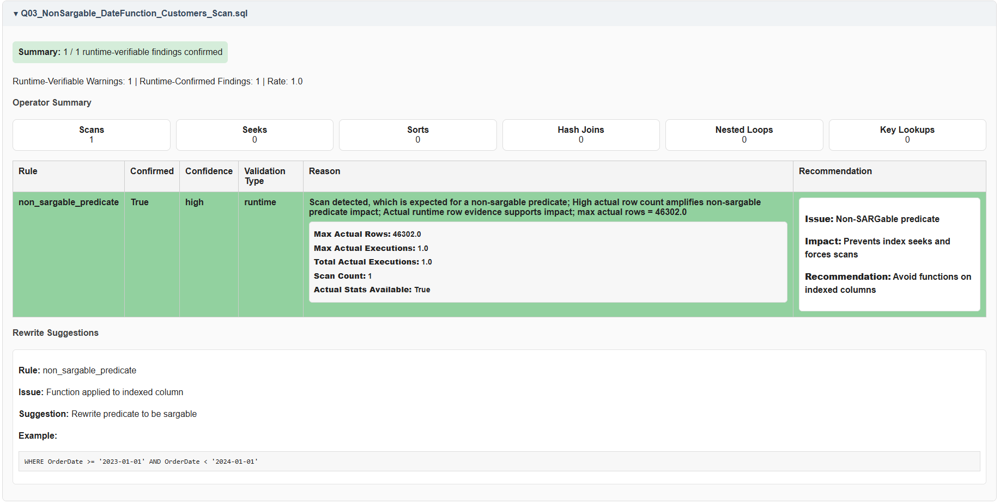 ▾ Q03_NonSargable_DateFunction_Customers_Scan.sql
Summary: 1 / 1 runtime-verifiable findings confirmed
Runtime-Verifiable Warnings: 1 | Runtime-Confirmed Findings: 1 | Rate: 1.0
Operator Summary
Scans
1
Seeks
0
Sorts
0
Hash Joins
0
Nested Loops
0
Key Lookups
0
Rule
Confirmed
Confidence
Validation
Type
Reason
Recommendation
non_sargable_predicate
True
high
runtime
Scan detected, which is expected for a non-sargable predicate; High actual row count amplifies non-sargable
predicate impact; Actual runtime row evidence supports impact; max actual rows = 46302.0
Max Actual Rows: 46302.0
Max Actual Executions: 1.0
Total Actual Executions: 1.0
Scan Count: 1
Actual Stats Available: True
Issue: Non-SARGable predicate
Impact: Prevents index seeks and
forces scans
Recommendation: Avoid functions on
indexed columns
Rewrite Suggestions
Rule: non_sargable_predicate
Issue: Function applied to indexed column
Suggestion: Rewrite predicate to be sargable
Example:
WHERE OrderDate >= '2023-01-01' AND OrderDate < '2024-01-01'